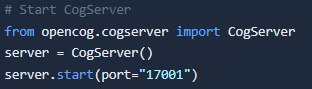 # Start CogServer
from opencog.cogserver import CogServer
server = CogServer()
server.start(port="17001")